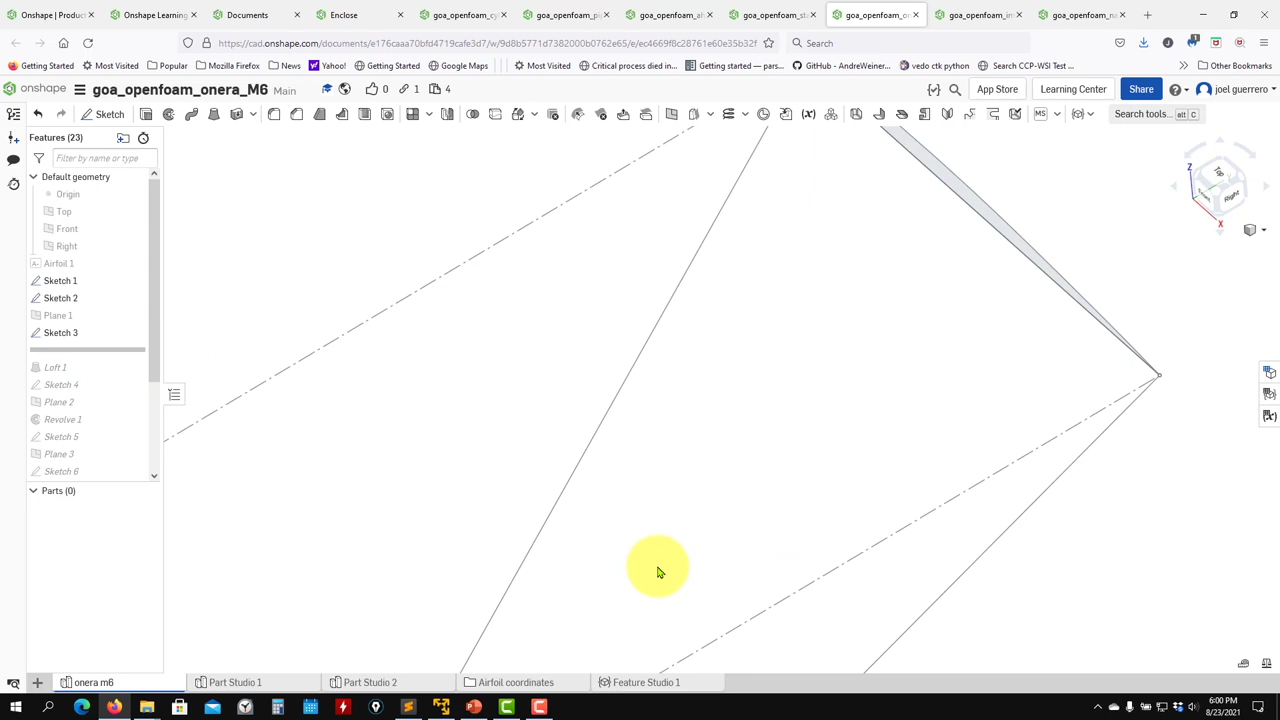 Onshape | Produc
Onshape Learning
Documents
Enclose
goa_openfoam_cy
goa_openfoam_p
goa_openfoam_a
goa_openfoam_st
goa_openfoam_on
goa_openfoam_in
goa_openfoam_n
https://cad.onshape.com/documents/
Search
Getting Started
Most Visited
Popular
Mozilla Firefox
News
Yahoo!
Getting Started
Google Maps
Most Visited
Critical process died in...
Getting started — pars...
GitHub - AndreWeiner...
vedo ctk python
Search CCP-WSI Test ...
Other Bookmarks
onshape
goa_openfoam_onera_M6 Main
0
1
4
App Store
Learning Center
Share
joel guerrero
Sketch
MS
Search tools...
alt C
Features (23)
Filter by name or type
Default geometry
Origin
Top
Front
Right
Airfoil 1
Sketch 1
Sketch 2
Plane 1
Sketch 3
Loft 1
Sketch 4
Plane 2
Revolve 1
Sketch 5
Plane 3
Sketch 6
Parts (0)
Z
Top
Right
X
onera m6
Part Studio 1
Part Studio 2
Airfoil coordinates
Feature Studio 1
6:00 PM
8/23/2021